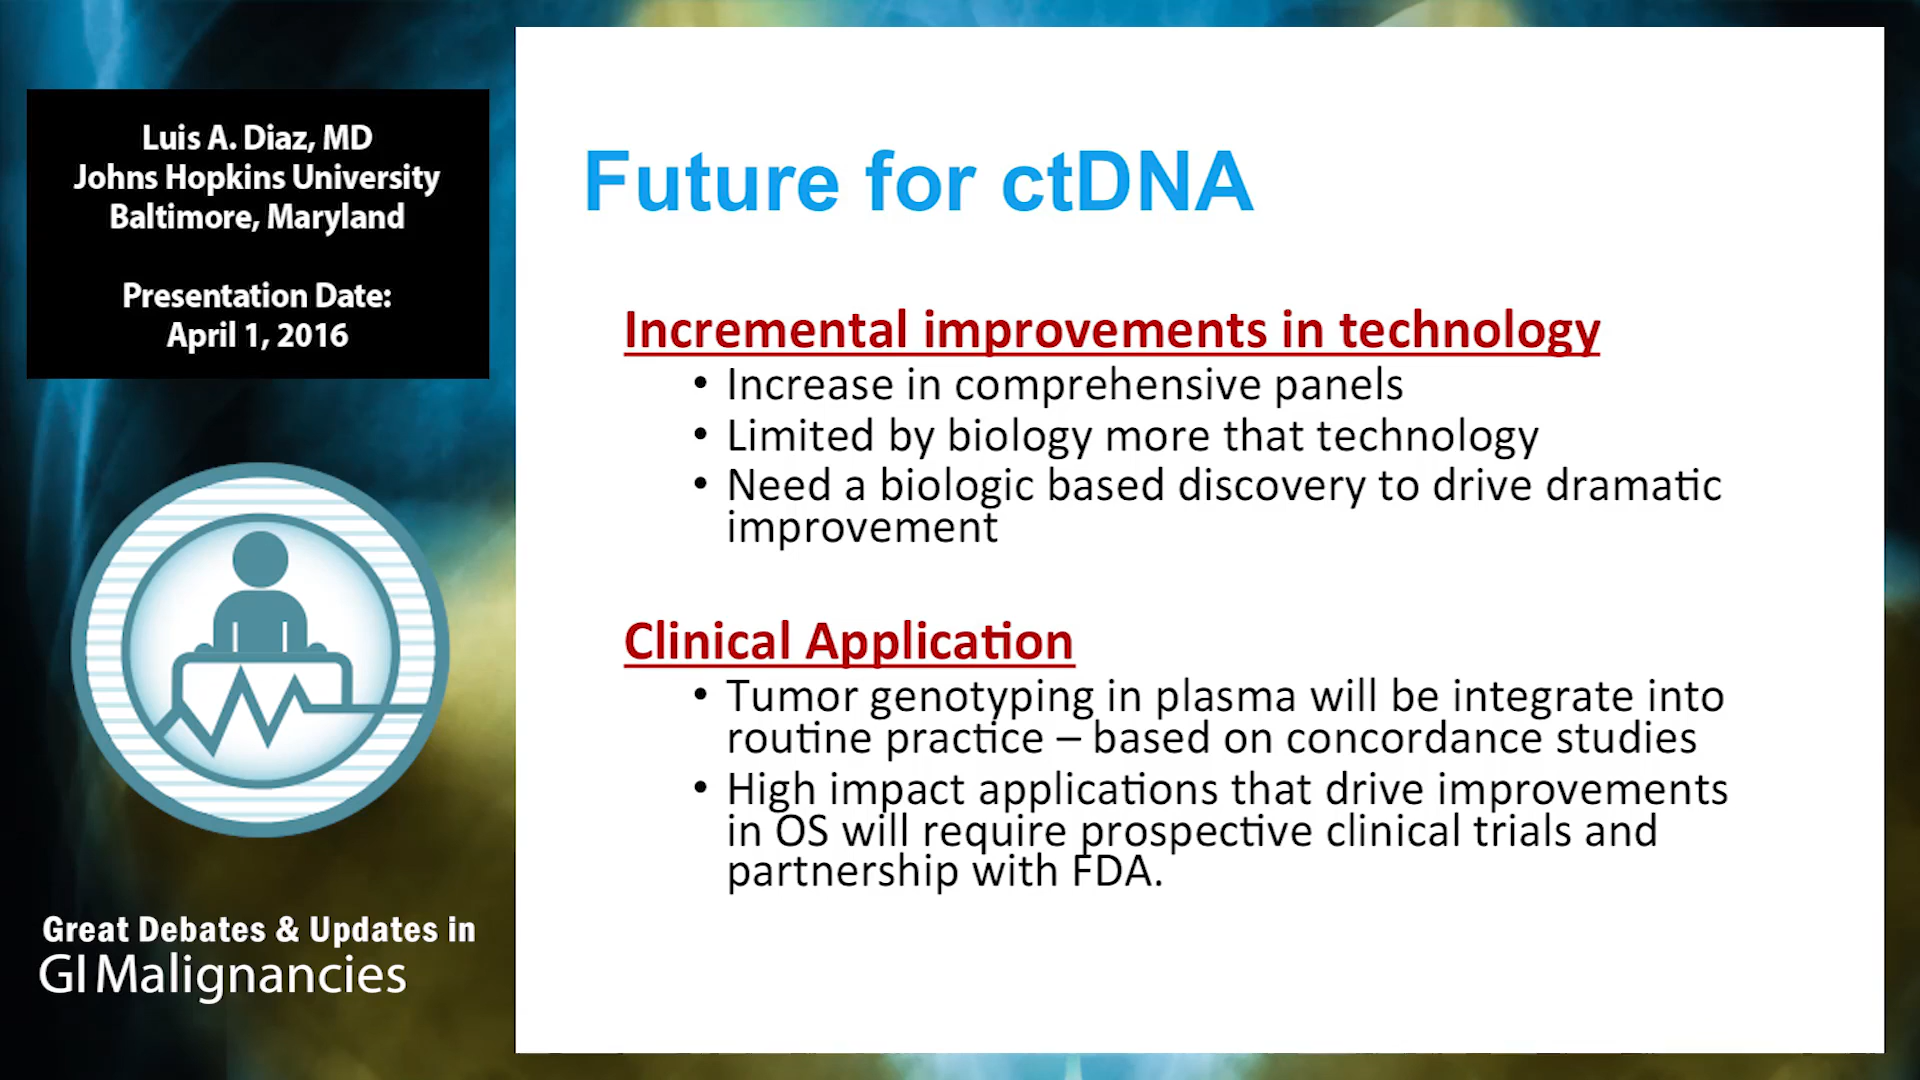 Luis A. Diaz, MD
Johns Hopkins University
Baltimore, Maryland
Presentation Date:
April 1, 2016
Great Debates & Updates in
GI Malignancies
Future for ctDNA
Incremental improvements in technology
• Increase in comprehensive panels
• Limited by biology more that technology
• Need a biologic based discovery to drive dramatic
improvement
Clinical Application
• Tumor genotyping in plasma will be integrate into
routine practice – based on concordance studies
• High impact applications that drive improvements
in OS will require prospective clinical trials and
partnership with FDA.